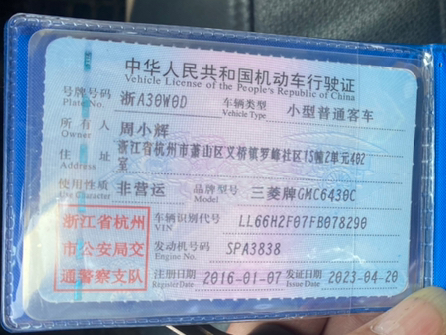 中华人民共和国机动车行驶证
Vehicle License of the People's Republic of China
号牌号码 Plate No. 浙A30W0D 车辆类型 Vehicle Type 小型普通客车
所有人 Owner 周小辉
住址 Address 浙江省杭州市萧山区义桥镇罗峰社区15幢2单元402
室
使用性质 Use Character 非营运 品牌型号 Model 三菱牌GMC6430C
浙江省杭州
市公安局交
通警察支队
车辆识别代号 VIN LL66H2F07FB078290
发动机号码 Engine No. SPA3838
注册日期 Register Date 2016-01-07 发证日期 Issue Date 2023-04-20